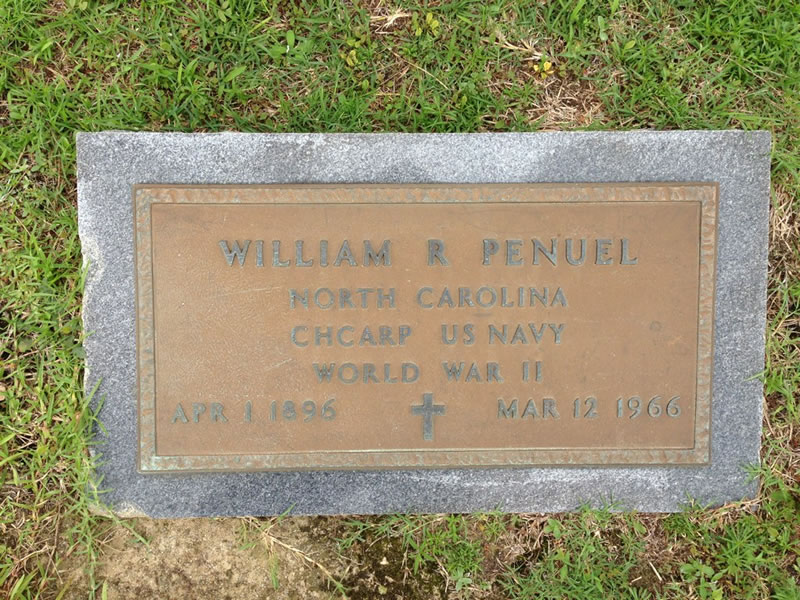 WILLIAM R PENUEL
NORTH CAROLINA
CHCARP US NAVY
WORLD WAR II
APR 1 1896 MAR 12 1966